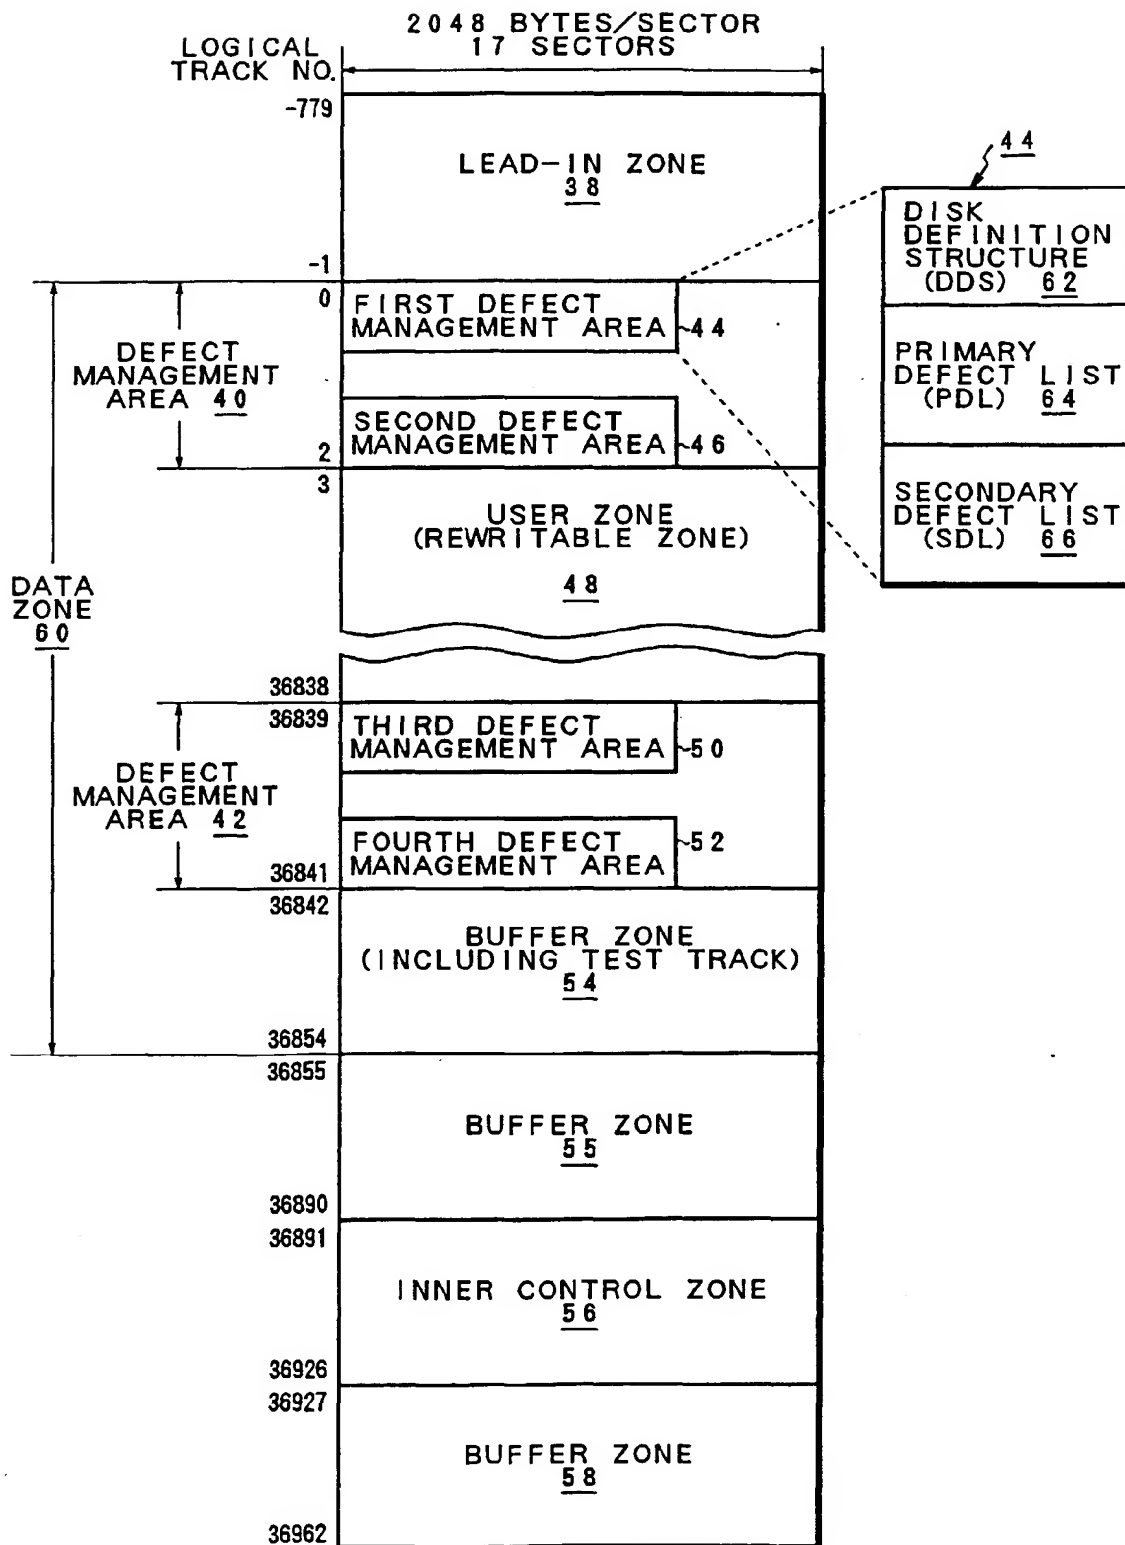 2048 BYTES/SECTOR
17 SECTORS
LOGICAL
TRACK NO.
-779
LEAD-IN ZONE
38
-1
0
FIRST DEFECT
MANAGEMENT AREA
44
DEFECT
MANAGEMENT
AREA 40
SECOND DEFECT
MANAGEMENT AREA
46
2
3
USER ZONE
(REWRITABLE ZONE)
48
44
DISK
DEFINITION
STRUCTURE
(DDS) 62
PRIMARY
DEFECT LIST
(PDL) 64
SECONDARY
DEFECT LIST
(SDL) 66
DATA
ZONE
60
36838
36839
THIRD DEFECT
MANAGEMENT AREA
50
DEFECT
MANAGEMENT
AREA 42
FOURTH DEFECT
MANAGEMENT AREA
52
36841
36842
BUFFER ZONE
(INCLUDING TEST TRACK)
54
36854
36855
BUFFER ZONE
55
36890
36891
INNER CONTROL ZONE
56
36926
36927
BUFFER ZONE
58
36962